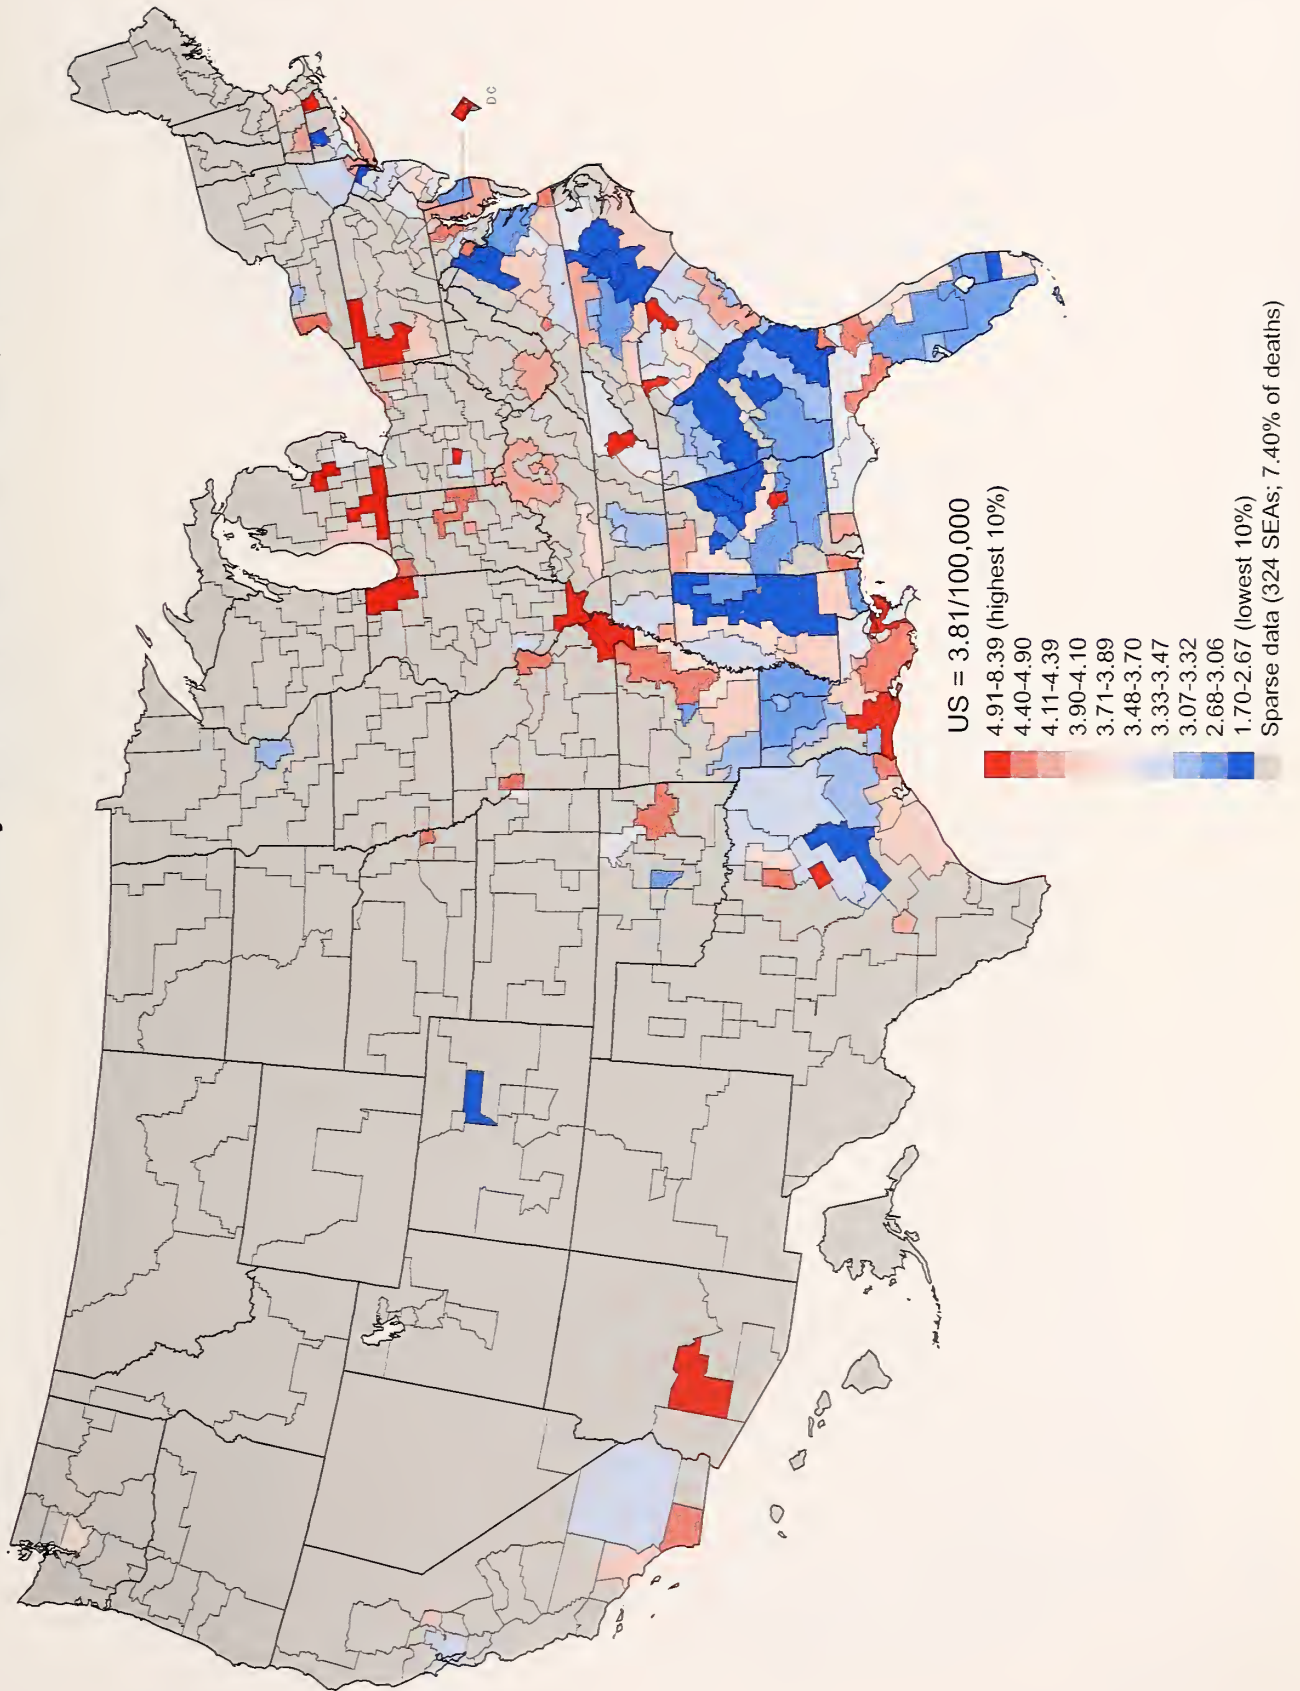 DC
US = 3.81/100,000
4.91-8.39 (highest 10%)
4.40-4.90
4.11-4.39
3.90-4.10
3.71-3.89
3.48-3.70
3.33-3.47
3.07-3.32
2.68-3.06
1.70-2.67 (lowest 10%)
Sparse data (324 SEAs; 7.40% of deaths)